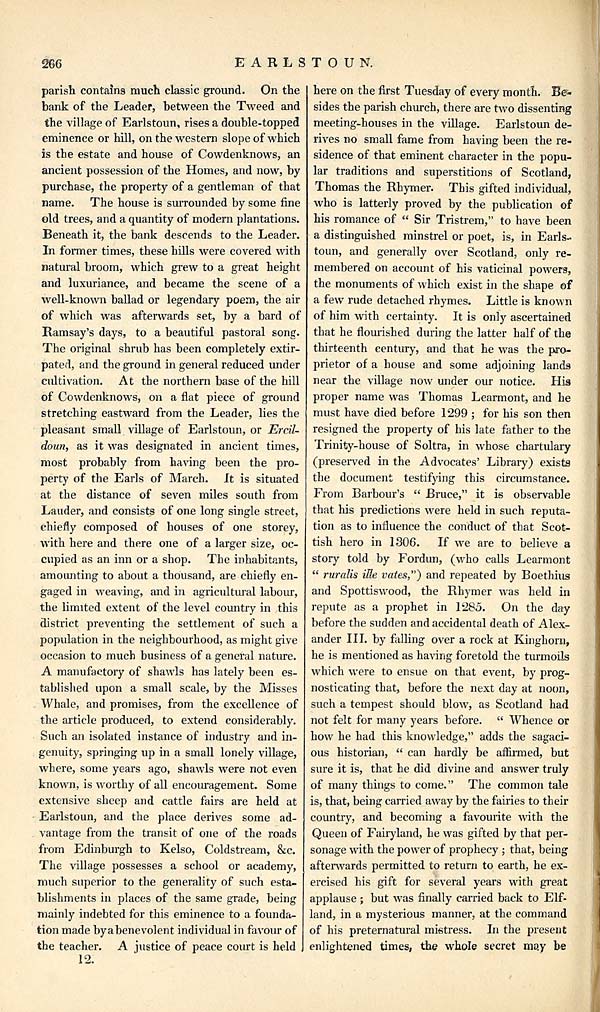 266
EARLSTOUN.
parish contains much classic ground. On the
bank of the Leader, between the Tweed and
the village of Earlstoun, rises a double-topped
eminence or hill, on the western slope of which
is the estate and house of Cowdenknows, an
ancient possession of the Homes, and now, by
purchase, the property of a gentleman of that
name. The house is surrounded by some fine
old trees, and a quantity of modern plantations.
Beneath it, the bank descends to the Leader.
In former times, these hills were covered with
natural broom, which grew to a great height
and luxuriance, and became the scene of a
well-known ballad or legendary poem, the air
of which was afterwards set, by a bard of
Ramsay's days, to a beautiful pastoral song.
The original shrub has been completely extir-
pated, and the ground in general reduced under
cultivation. At the northern base of the hill
of Cowdenknows, on a flat piece of ground
stretching eastward from the Leader, lies the
pleasant small village of Earlstoun, or Ercil-
doun, as it was designated in ancient times,
most probably from having been the pro-
perty of the Earls of March. It is situated
at the distance of seven miles south from
Lauder, and consists of one long single street,
chiefly composed of houses of one storey,
with here and there one of a larger size, oc-
cupied as an inn or a shop. The inhabitants,
amounting to about a thousand, are chiefly en-
gaged in weaving, and in agricultural labour,
the limited extent of the level country in this
district preventing the settlement of such a
population in the neighbourhood, as might give
occasion to much business of a general nature.
A manufactory of shawls has lately been es-
tablished upon a small scale, by the Misses
Whale, and promises, from the excellence of
the article produced, to extend considerably.
Such an isolated instance of industry and in-
genuity, springing up in a small lonely village,
where, some years ago, shawls were not even
known, is worthy of all encouragement. Some
extensive sheep and cattle fairs are held at
Earlstoun, and the place derives some ad-
vantage from the transit of one of the roads
from Edinburgh to Kelso, Coldstream, &c.
The village possesses a school or academy,
much superior to the generality of such esta-
blishments in places of the same grade, being
mainly indebted for this eminence to a founda-
tion made by a benevolent individual in favour of
the teacher. A justice of peace court is held
12.
here on the first Tuesday of every month. Be-
sides the parish church, there are two dissenting
meeting-houses in the village. Earlstoun de-
rives no small fame from having been the re-
sidence of that eminent character in the popu-
lar traditions and superstitions of Scotland,
Thomas the Rhymer. This gifted individual,
who is latterly proved by the publication of
his romance of " Sir Tristrem," to have been
a distinguished minstrel or poet, is, in Earls-
toun, and generally over Scotland, only re-
membered on account of his vaticinal powers,
the monuments of which exist in the shape of
a few rude detached rhymes. Little is known
of him with certainty. It is only ascertained
that he flourished during the latter half of the
thirteenth century, and that he was the pro-
prietor of a house and some adjoining lands
near the village now under our notice. His
proper name was Thomas Learmont, and he
must have died before 1299 ; for his son then
resigned the property of his late father to the
Trinity-house of Soltra, in whose chartulary
(preserved in the Advocates' Library) exists
the document testifying this circumstance.
From Barbour's " Bruce," it is observable
that his predictions were held in such reputa-
tion as to influence the conduct of that Scot-
tish hero in 1306. If we are to believe a
story told by Fordun, (who calls Learmont
" ruralis ille vates,") and repeated by Boethius
and Spottiswood, the Rhymer was held in
repute as a prophet in 1285. On the day
before the sudden and accidental death of Alex-
ander III. by falling over a rock at Kinghorn,
he is mentioned as having foretold the turmoils
which were to ensue on that event, by prog-
nosticating that, before the next day at noon,
such a tempest should blow, as Scotland had
not felt for many years before. " Whence or
how he had this knowledge," adds the sagaci-
ous historian, " can hardly be affirmed, but
sure it is, that he did divine and answer truly
of many things to come." The common tale
is, that, being carried away by the fairies to their
country, and becoming a favourite with the
Queen of Fairyland, he was gifted by that per-
sonage with the power of prophecy ; that, being
afterwards permitted to return to earth, he ex-
ercised his gift for several years with great
applause ; but was finally carried back to Elf-
land, in a mysterious manner, at the command
of his preternatural mistress. In the present
enlightened times, the whole secret may be